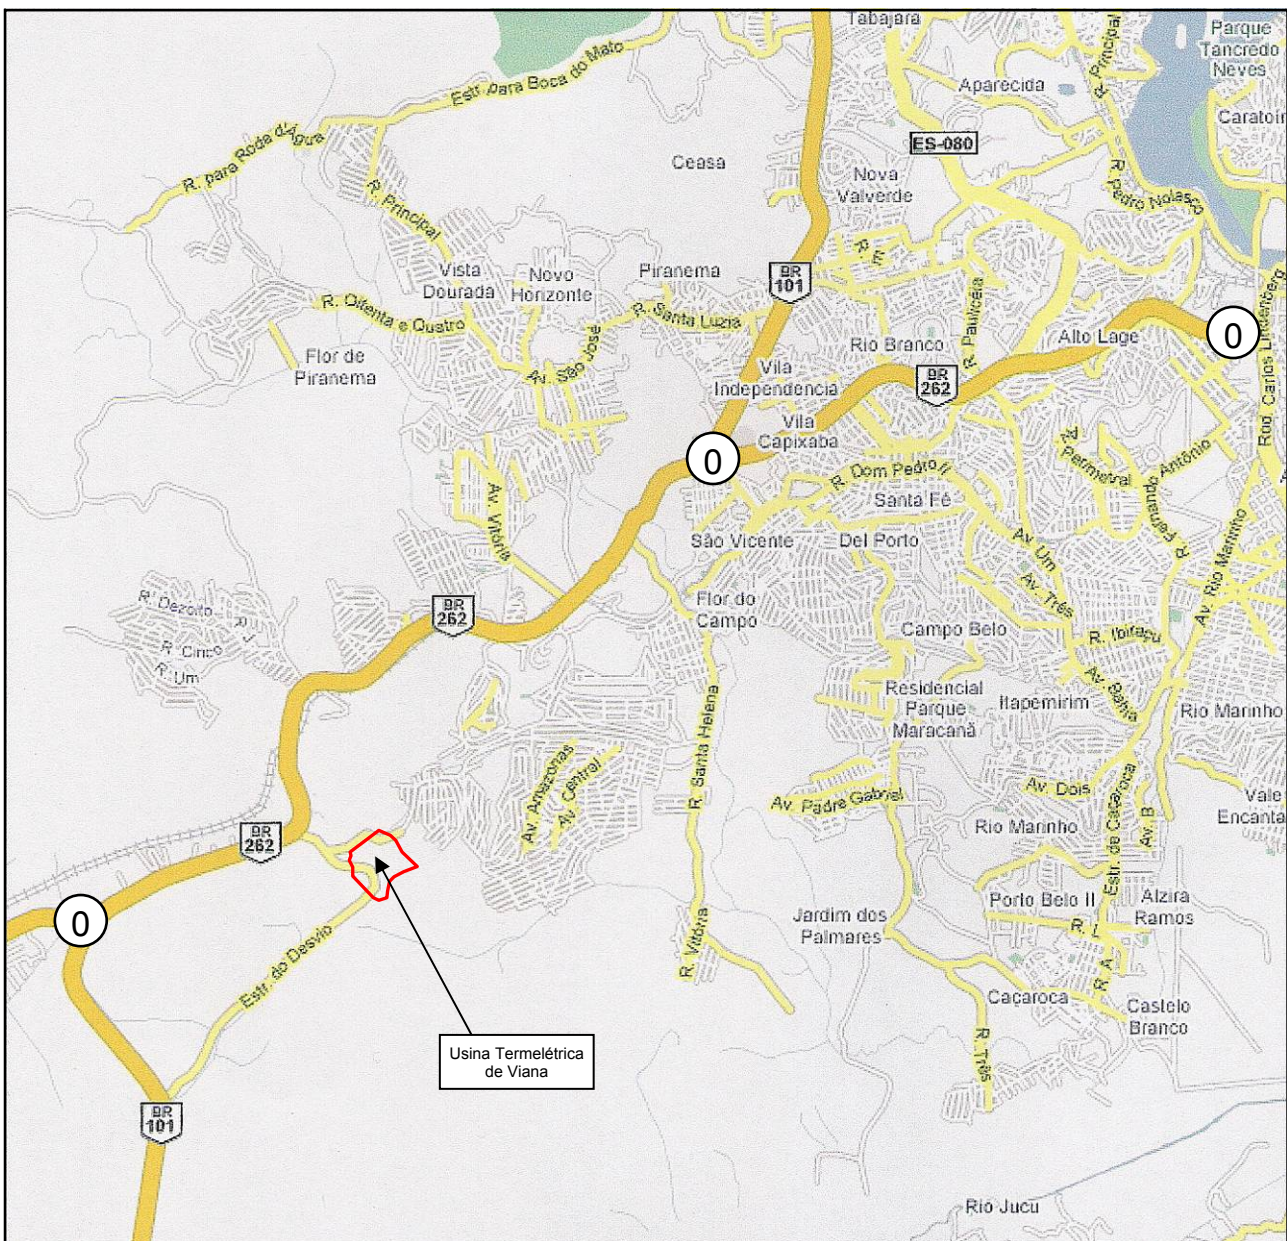 Tabajara
Parque
Tancredo
Neves
Caratoir
R. Principal
Aparecida
Estr. para Boca do Mato
R. para Roda d'Água
ES-080
Ceasa
Nova
Valverde
R. Pedro Nolasco
R. Principal
R. E
Vista
Dourada
Novo
Horizonte
Piranema
BR
101
R. Paulicéia
R. Oitenta e Quatro
R. Santa Luzia
Rod. Carlos Lindenberg
0
Flor de
Piranema
Av. São José
Rio Branco
Alto Lage
Vila
Independencia
BR
262
Vila
Capixaba
0
R. Dom Pedro II
R. Permetral
R. Fernando Antônio
Santa Fé
Av. Vitória
São Vicente
Del Porto
Av. Um
Av. Três
Av. Rio Marinho
R. Dezoito
R. I
R. Cinco
R. Um
BR
262
Flor do
Campo
Campo Belo
R. Ibiraçu
Av. Bahia
Residencial
Parque
Maracanã
Itapemirim
Rio Marinho
R. Santa Helena
Av. Amazonas
Av. Central
Av. Padre Gabriel
Av. Dois
Estr. de Caçaroca
Av. B
Vale
Encanta
Rio Marinho
BR
262
0
Estr. do Desvio
R. Vitória
Jardim dos
Palmares
Porto Belo II
Alzira
Ramos
R. L
R. A
Caçaroca
Castelo
Branco
R. Três
Usina Termelétrica
de Viana
BR
101
Rio Jucu